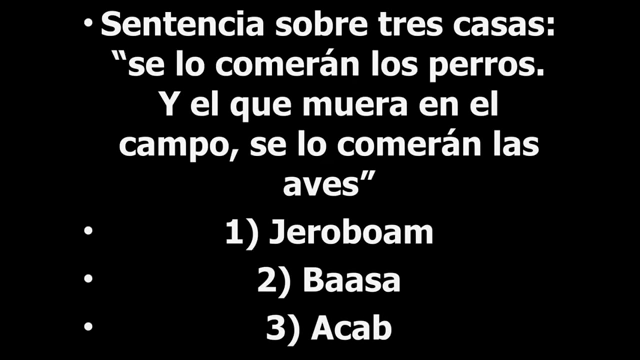 • Sentencia sobre tres casas:
“se lo comerán los perros.
Y el que muera en el
campo, se lo comerán las
aves”
• 1) Jeroboam
• 2) Baasa
• 3) Acab